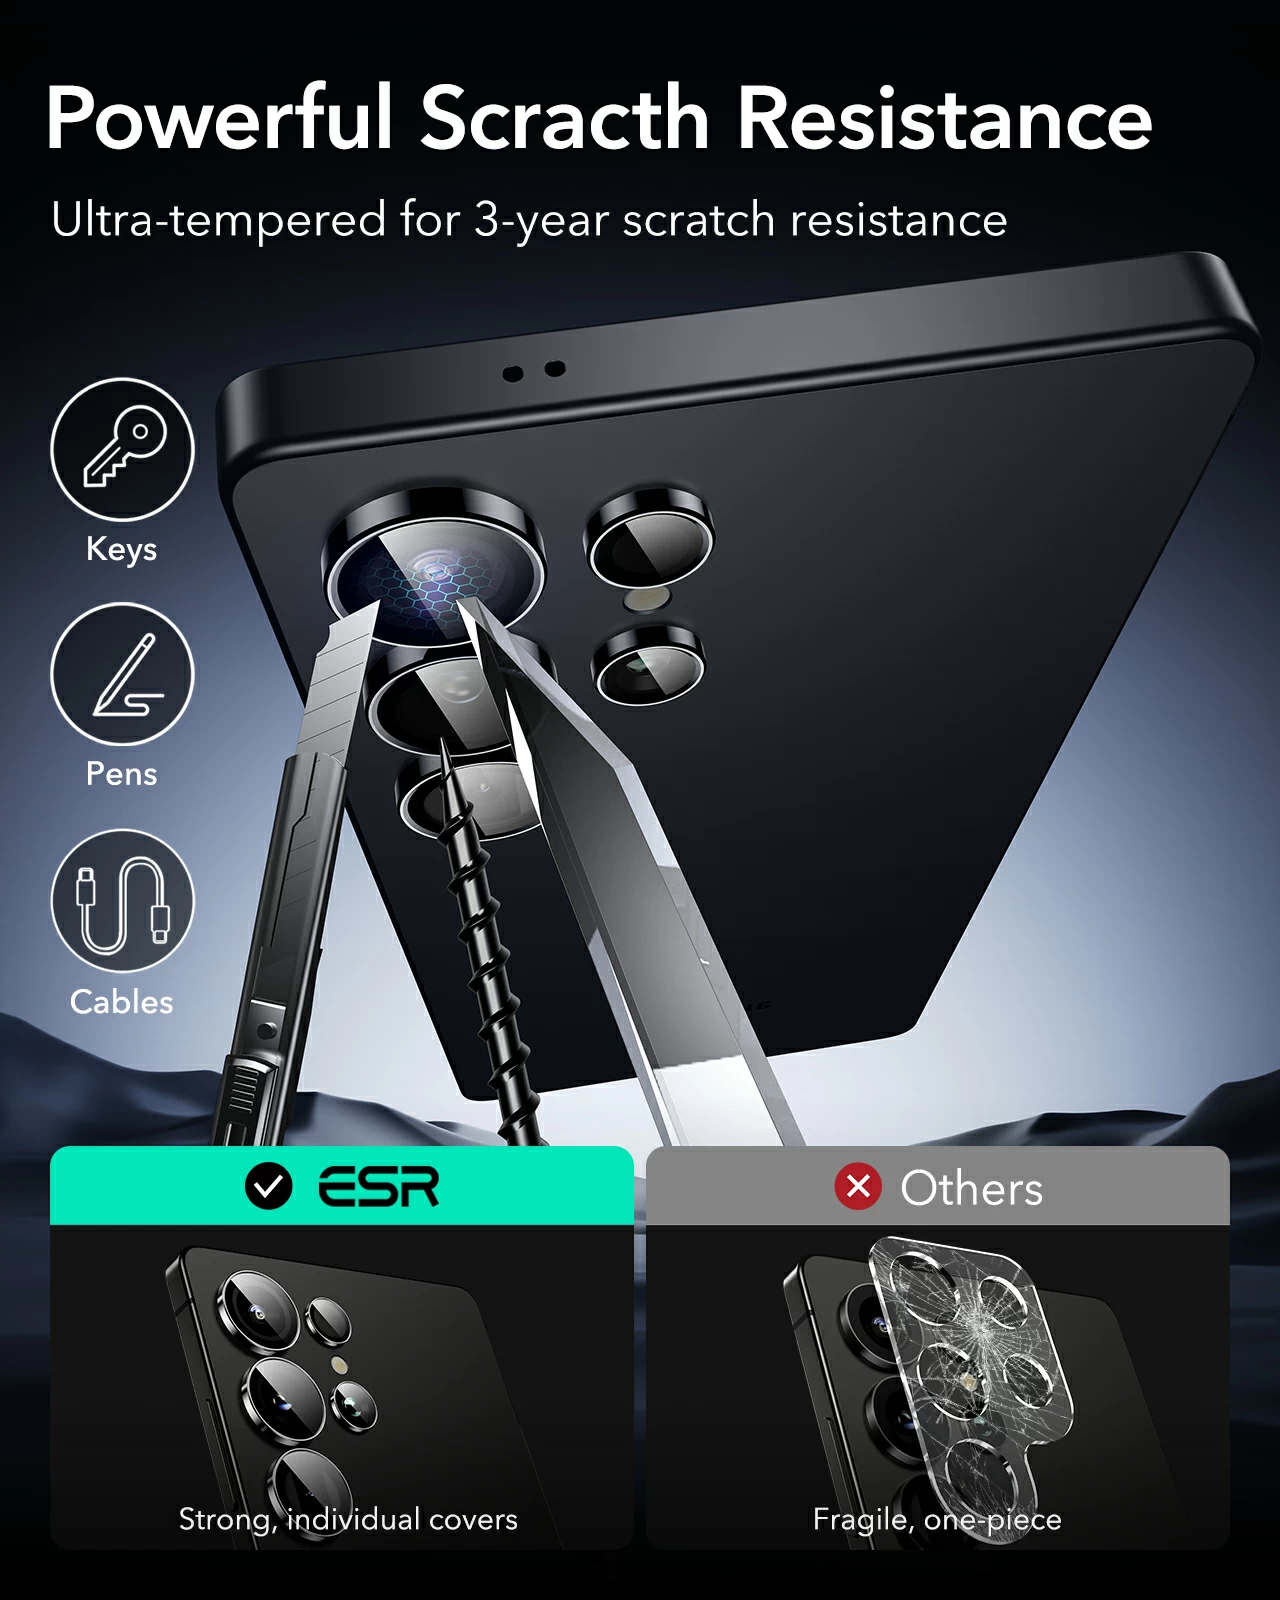 Powerful Scracth Resistance
Ultra-tempered for 3-year scratch resistance
Keys
Pens
Cables
ESR
Others
Strong, individual covers
Fragile, one-piece